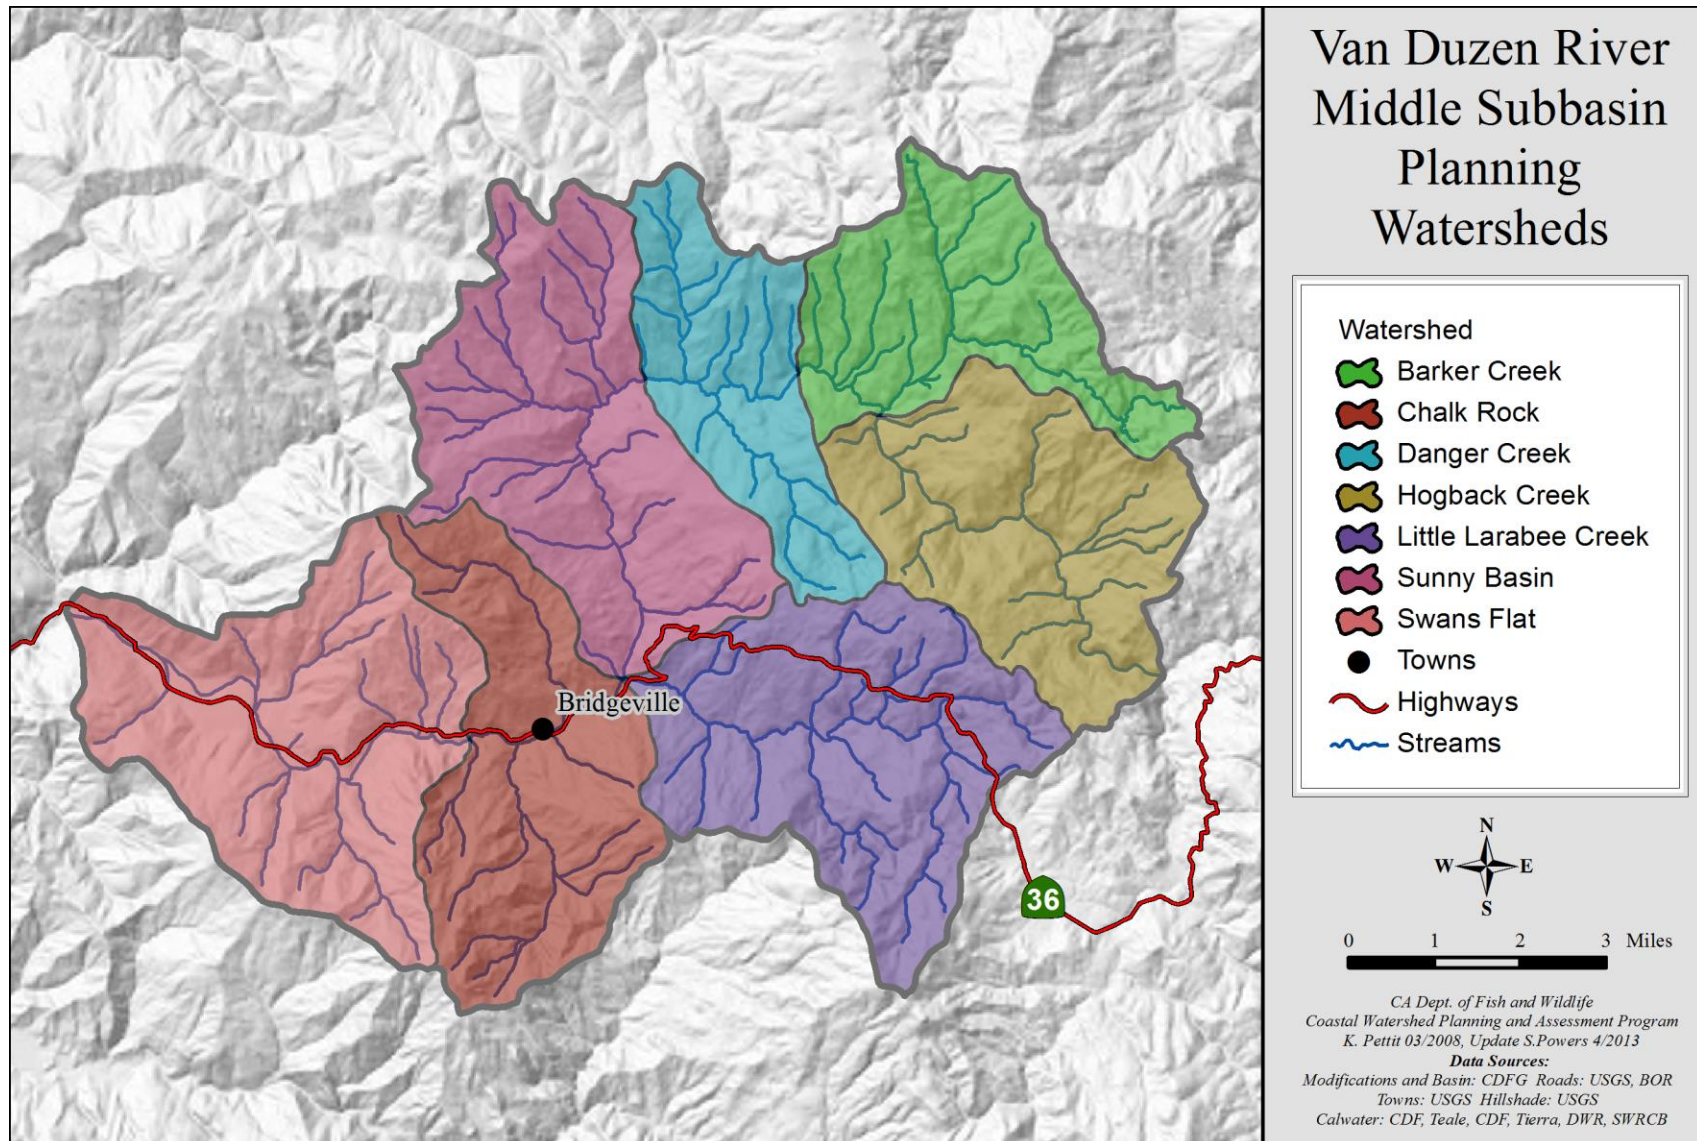 Van Duzen River
Middle Subbasin
Planning
Watersheds
Watershed
Barker Creek
Chalk Rock
Danger Creek
Hogback Creek
Little Larabee Creek
Sunny Basin
Swans Flat
Towns
Highways
Streams
Bridgeville
36
N
W E
S
0 1 2 3 Miles
CA Dept. of Fish and Wildlife
Coastal Watershed Planning and Assessment Program
K. Pettit 03/2008, Update S.Powers 4/2013
Data Sources:
Modifications and Basin: CDFG Roads: USGS, BOR
Towns: USGS Hillshade: USGS
Calwater: CDF, Teale, CDF, Tierra, DWR, SWRCB